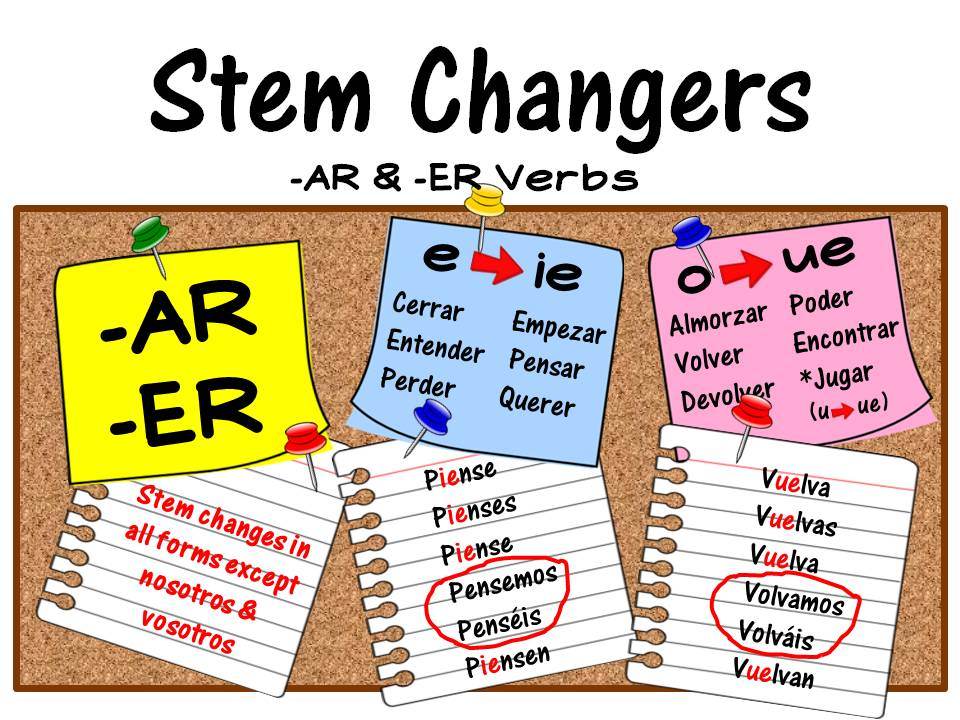 Stem Changers
-AR & -ER Verbs
-AR
-ER
Stem changes in
all forms except
nosotros &
vosotros
e ie
Cerrar Empezar
Entender Pensar
Perder Querer
Piense
Pienses
Piense
Pensemos
Penséis
Piensen
o ue
Almorzar Poder
Volver Encontrar
Devolver *Jugar
(u ue)
Vuelva
Vuelvas
Vuelva
Volvamos
Volváis
Vuelvan